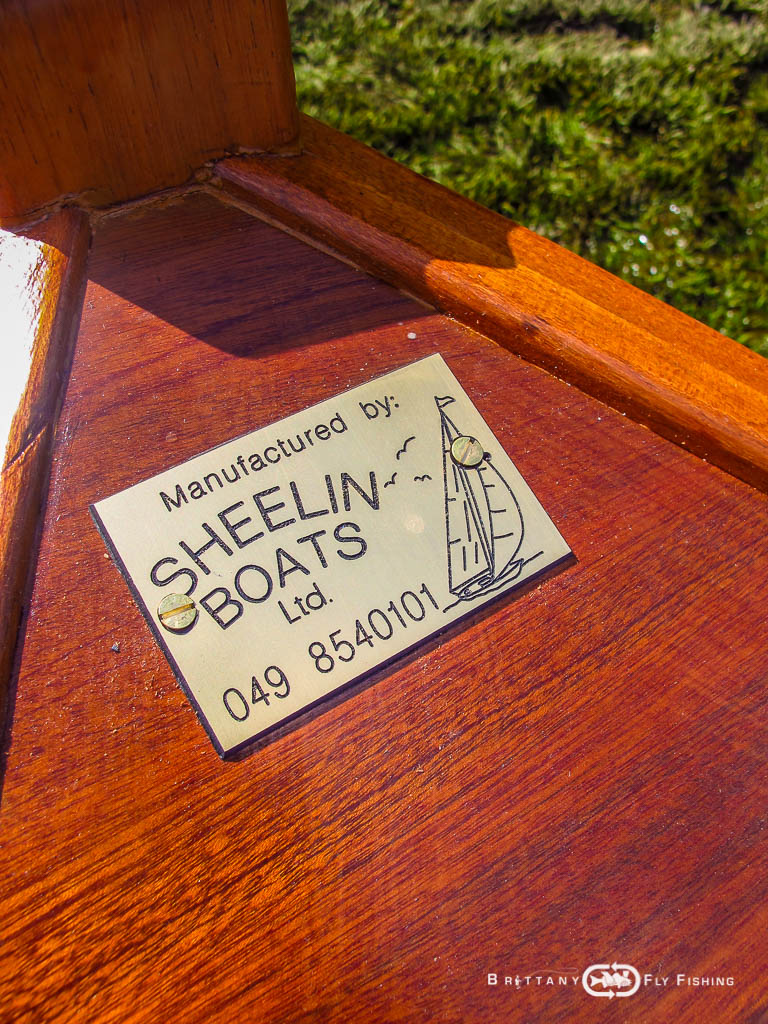 Manufactured by:
SHEELIN
BOATS
Ltd.
049 8540101
BRITTANY FLY FISHING